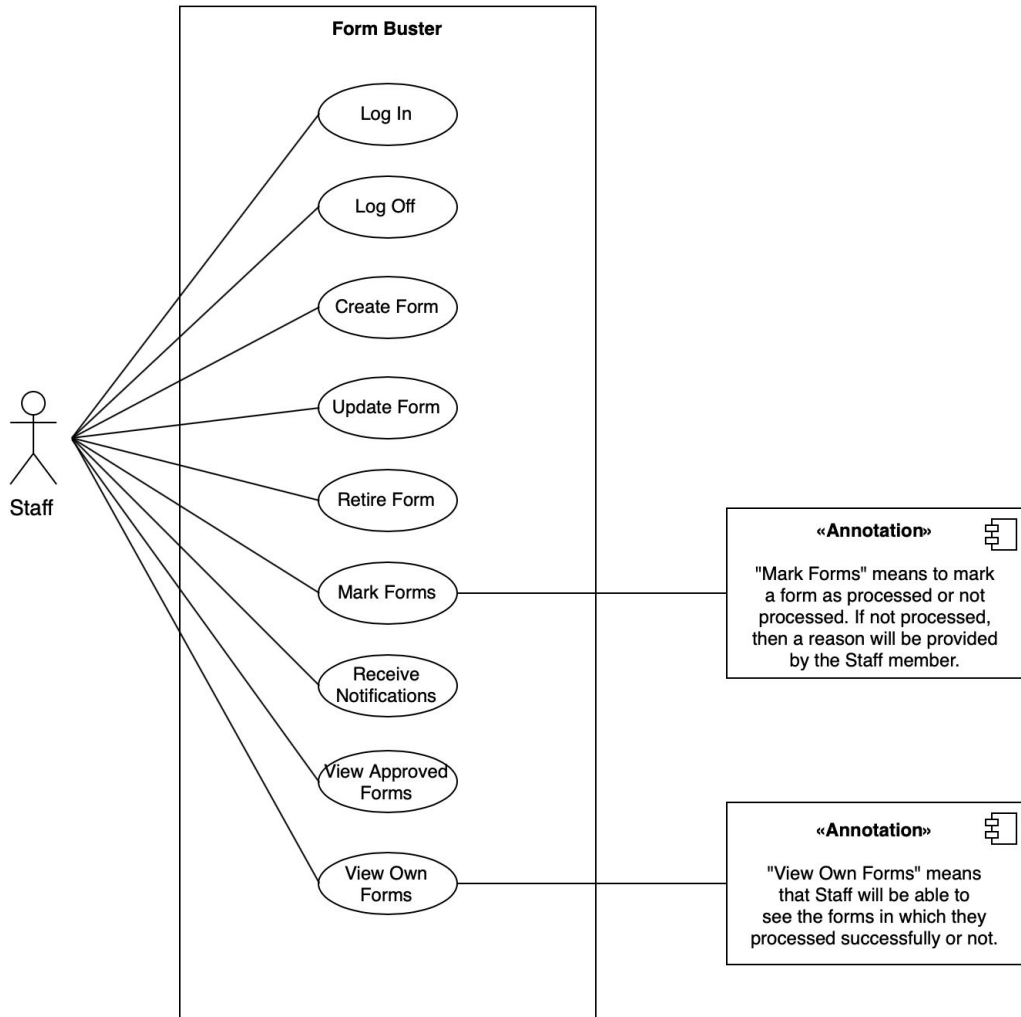 Form Buster
Log In
Log Off
Create Form
Update Form
Retire Form
Staff
Mark Forms
Receive
Notifications
View Approved
Forms
View Own
Forms
«Annotation»
"Mark Forms" means to mark
a form as processed or not
processed. If not processed,
then a reason will be provided
by the Staff member.
«Annotation»
"View Own Forms" means
that Staff will be able to
see the forms in which they
processed successfully or not.